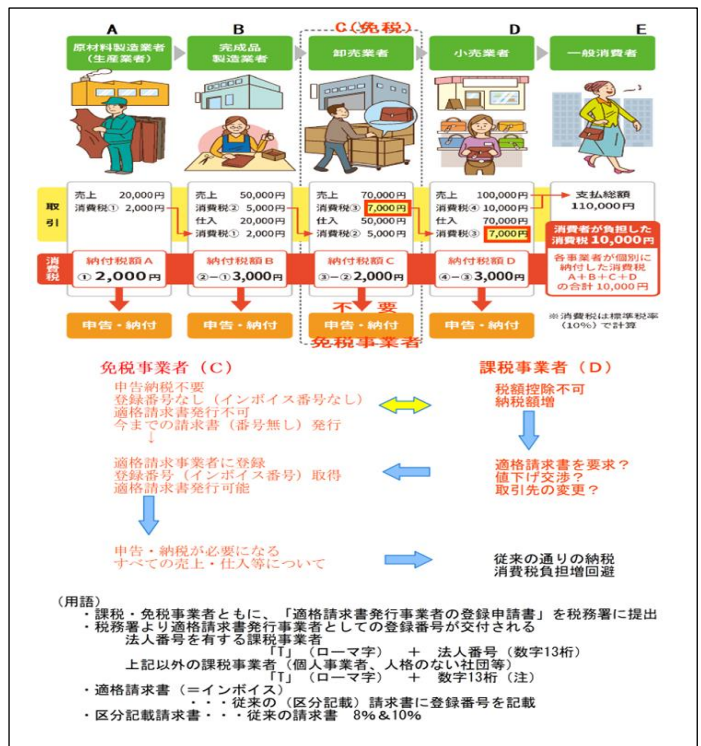 A
B
C(免税)
D
E
原材料製造業者
(生産業者)
完成品
製造業者
卸売業者
小売業者
一般消費者
取引
売上 20,000円
消費税① 2,000円
売上 50,000円
消費税② 5,000円
仕入 20,000円
消費税① 2,000円
売上 70,000円
消費税③ 7,000円
仕入 50,000円
消費税② 5,000円
売上 100,000円
消費税④ 10,000円
仕入 70,000円
消費税③ 7,000円
支払総額
110,000円
消費者が負担した
消費税 10,000円
各事業者が個別に
納付した消費税
A+B+C+D
の合計 10,000円
消費税
納付税額A
① 2,000円
納付税額B
②-① 3,000円
納付税額C
③-② 2,000円
納付税額D
④-③ 3,000円
不 要
申告・納付
申告・納付
申告・納付
申告・納付
※消費税は標準税率
(10%)で計算
免税事業者
免税事業者(C)
申告納税不要
登録番号なし(インボイス番号なし)
適格請求書発行不可
今までの請求書(番号無し)発行
↓
適格請求事業者に登録
登録番号(インボイス番号)取得
適格請求書発行可能
申告・納税が必要になる
すべての売上・仕入等について
課税事業者(D)
税額控除不可
納税額増
適格請求書を要求?
値下げ交渉?
取引先の変更?
従来の通りの納税
消費税負担増回避
(用語)
・課税・免税事業者ともに、「適格請求書発行事業者の登録申請書」を税務署に提出
・税務署より適格請求書発行事業者としての登録番号が交付される
法人番号を有する課税事業者
「T」(ローマ字) + 法人番号(数字13桁)
上記以外の課税事業者(個人事業者、人格のない社団等)
「T」(ローマ字) + 数字13桁(注)
・適格請求書(=インボイス)
・・・従来の(区分記載)請求書に登録番号を記載
・区分記載請求書・・・従来の請求書 8%&10%